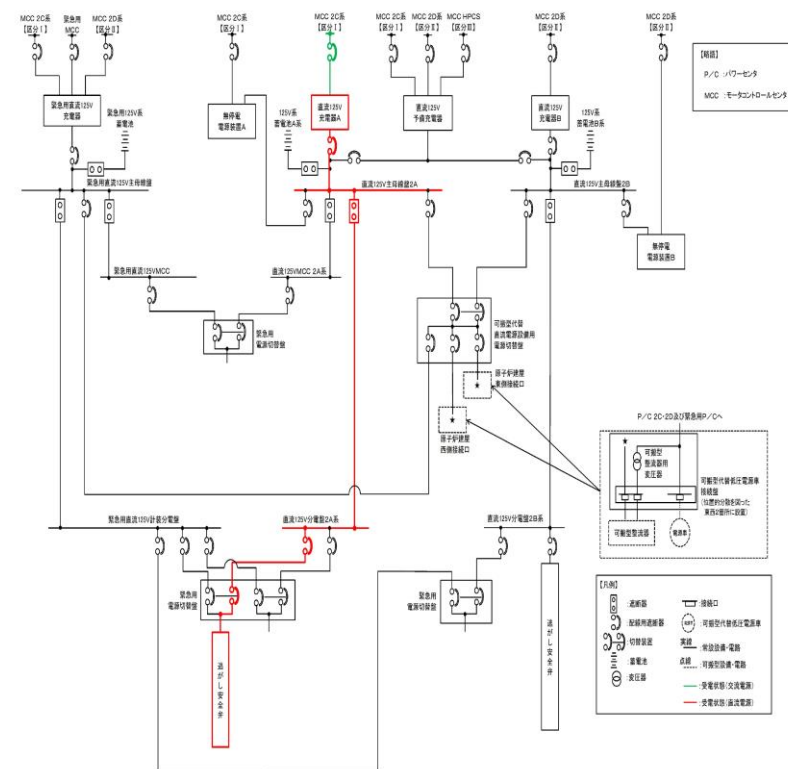 MCC 2C系
【区分Ⅰ】
緊急用
MCC
MCC 2D系
【区分Ⅱ】
MCC 2C系
【区分Ⅰ】
MCC 2C系
【区分Ⅰ】
MCC 2C系
【区分Ⅰ】
MCC 2D系
【区分Ⅱ】
MCC HPCS
【区分Ⅲ】
MCC 2D系
【区分Ⅱ】
MCC 2D系
【区分Ⅱ】
【略語】
P/C :パワーセンタ
MCC :モータコントロールセンタ
緊急用直流125V
充電器
緊急用125V系
蓄電池
無停電
電源装置A
直流125V
充電器A
125V系
蓄電池A系
直流125V
予備充電器
直流125V
充電器B
125V系
蓄電池B系
緊急用直流125V主母線盤
直流125V主母線盤2A
直流125V主母線盤2B
無停電
電源装置B
緊急用直流125VMCC
直流125VMCC 2A系
緊急用
電源切替盤
可搬型代替
直流電源設備用
電源切替盤
原子炉建屋
東側接続口
原子炉建屋
西側接続口
P/C 2C・2D及び緊急用P/Cへ
可搬型
整流器用
変圧器
可搬型代替低圧電源車
接続盤
(位置的分散を図った
東西2箇所に設置)
可搬型整流器
電源車
緊急用直流125V計装分電盤
直流125V分電盤2A系
直流125V分電盤2B系
緊急用
電源切替盤
緊急用
電源切替盤
逃がし安全弁
逃がし安全弁
【凡例】
:遮断器
:配線用遮断器
:切替装置
:蓄電池
:変圧器
:接続口
:可搬型代替低圧電源車
実線
:常設設備・電路
点線
:可搬型設備・電路
:受電状態(交流電源)
:受電状態(直流電源)